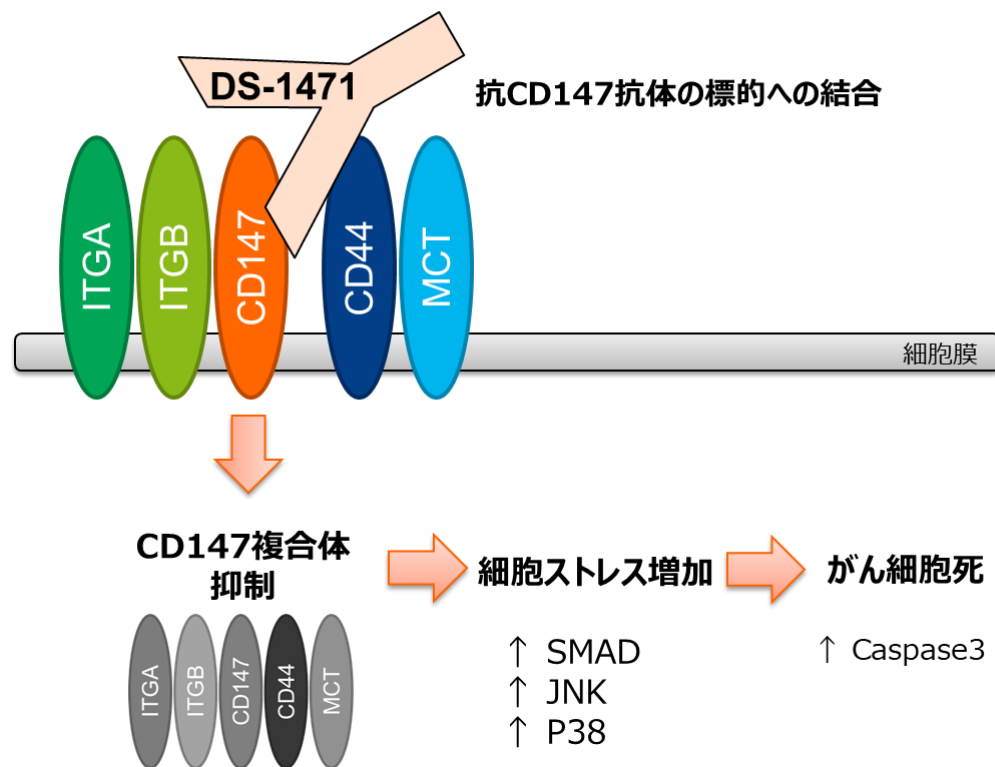 DS-1471
抗CD147抗体の標的への結合
ITGA
ITGB
CD147
CD44
MCT
細胞膜
CD147複合体
抑制
細胞ストレス増加
がん細胞死
ITGA
ITGB
CD147
CD44
MCT
↑ SMAD
↑ JNK
↑ P38
↑ Caspase3